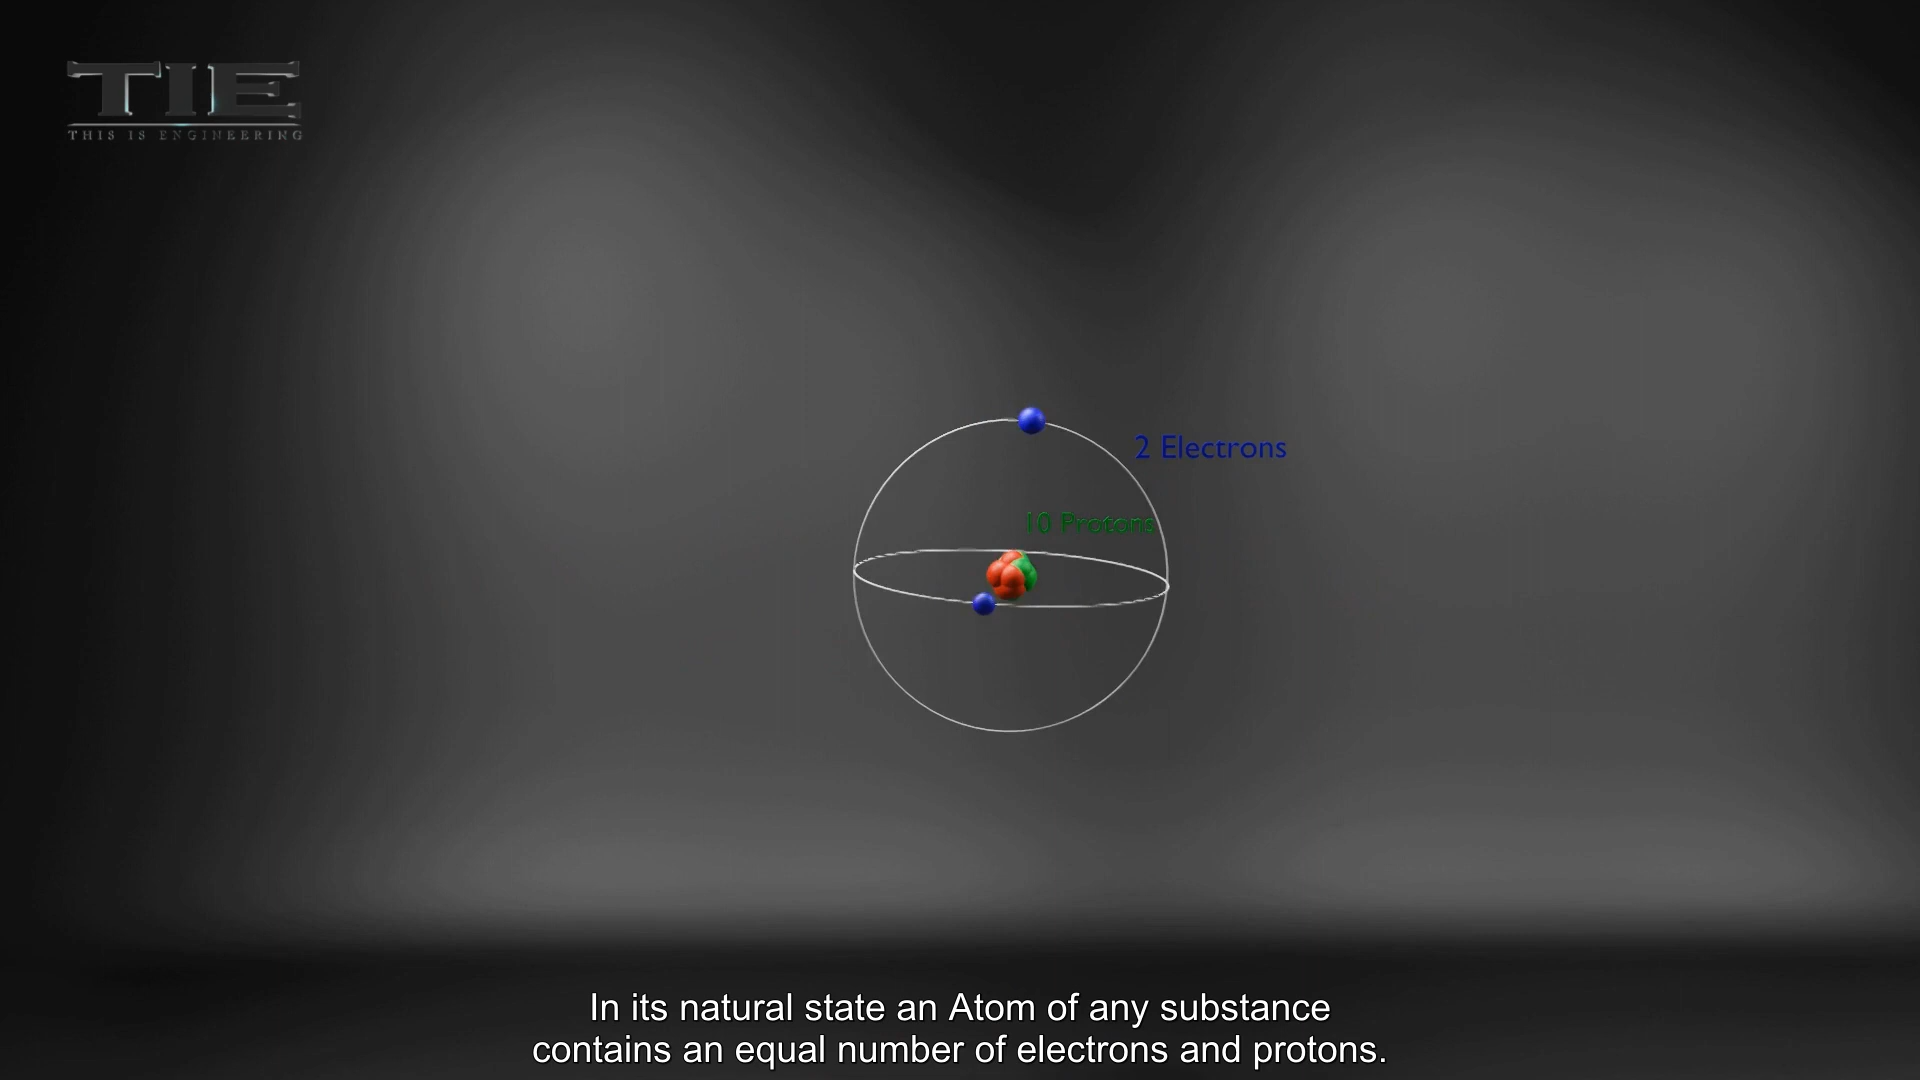 TIE
THIS IS ENGINEERING
2 Electrons
10 Protons
In its natural state an Atom of any substance
contains an equal number of electrons and protons.